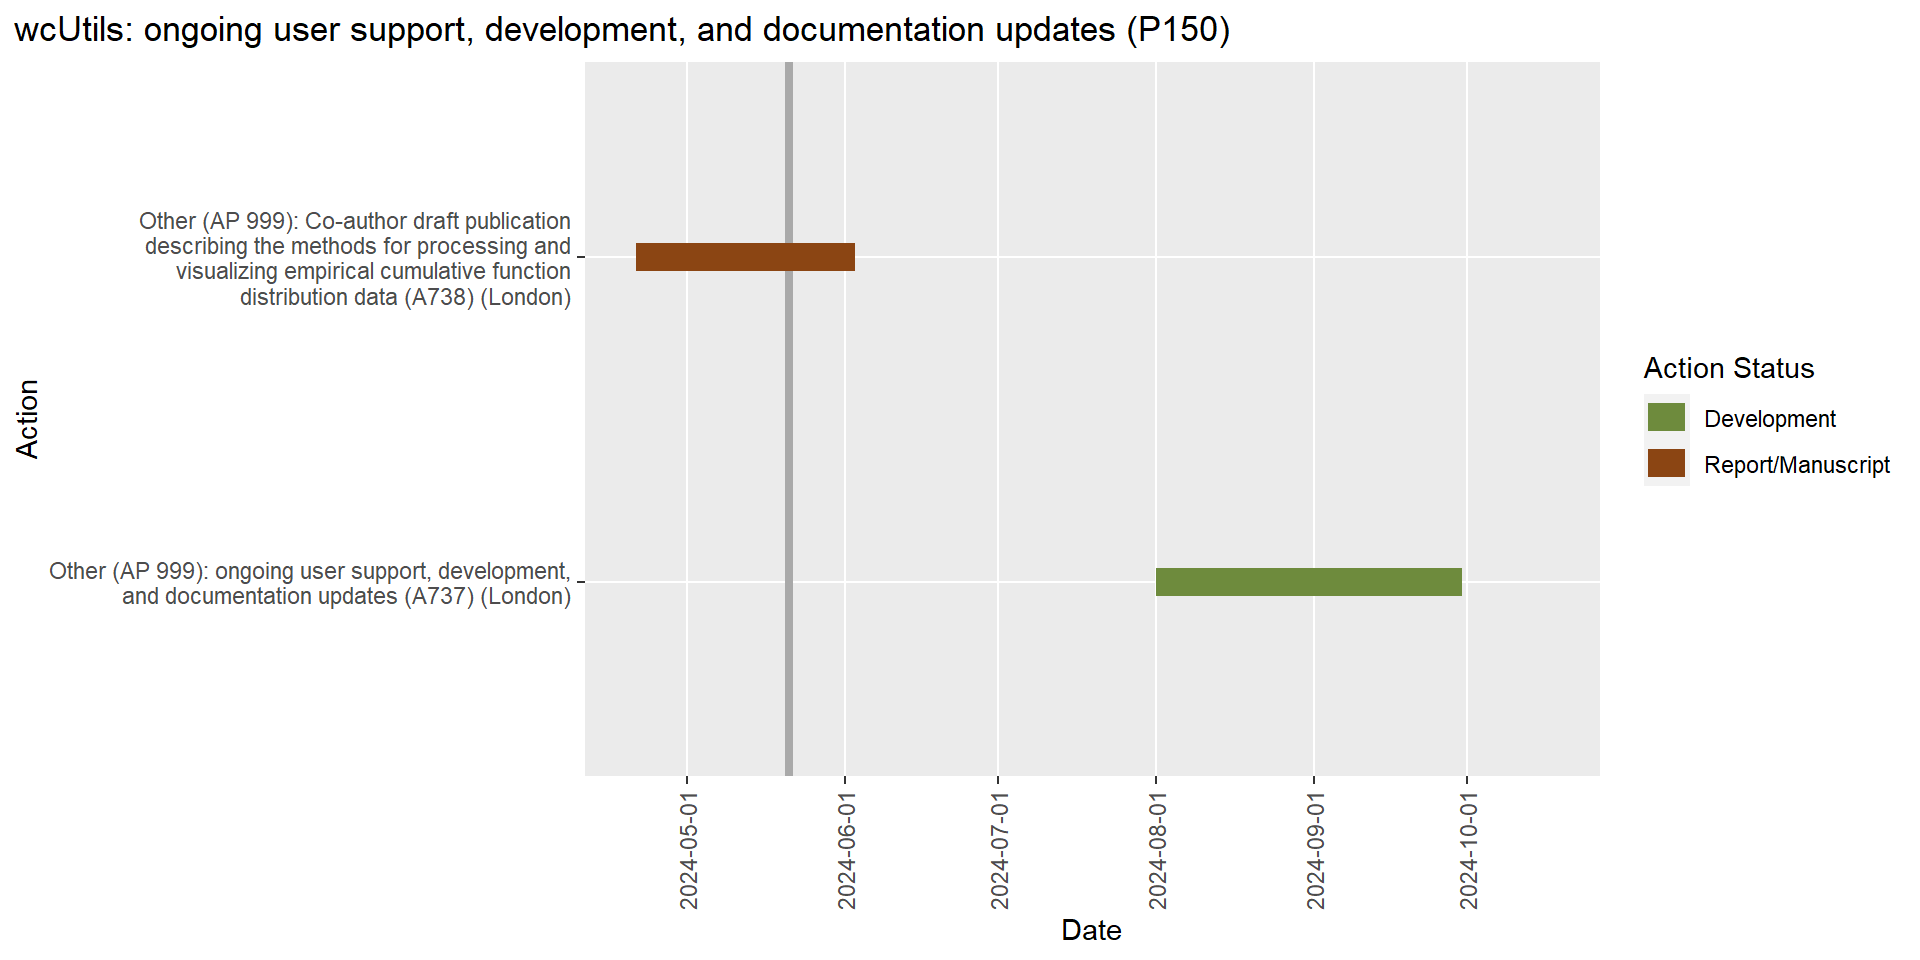 wcUtils: ongoing user support, development, and documentation updates (P150)
Other (AP 999): Co-author draft publication
describing the methods for processing and
visualizing empirical cumulative function
distribution data (A738) (London)
Other (AP 999): ongoing user support, development,
and documentation updates (A737) (London)
Action
2024-05-01
2024-06-01
2024-07-01
2024-08-01
2024-09-01
2024-10-01
Date
Action Status
Development
Report/Manuscript